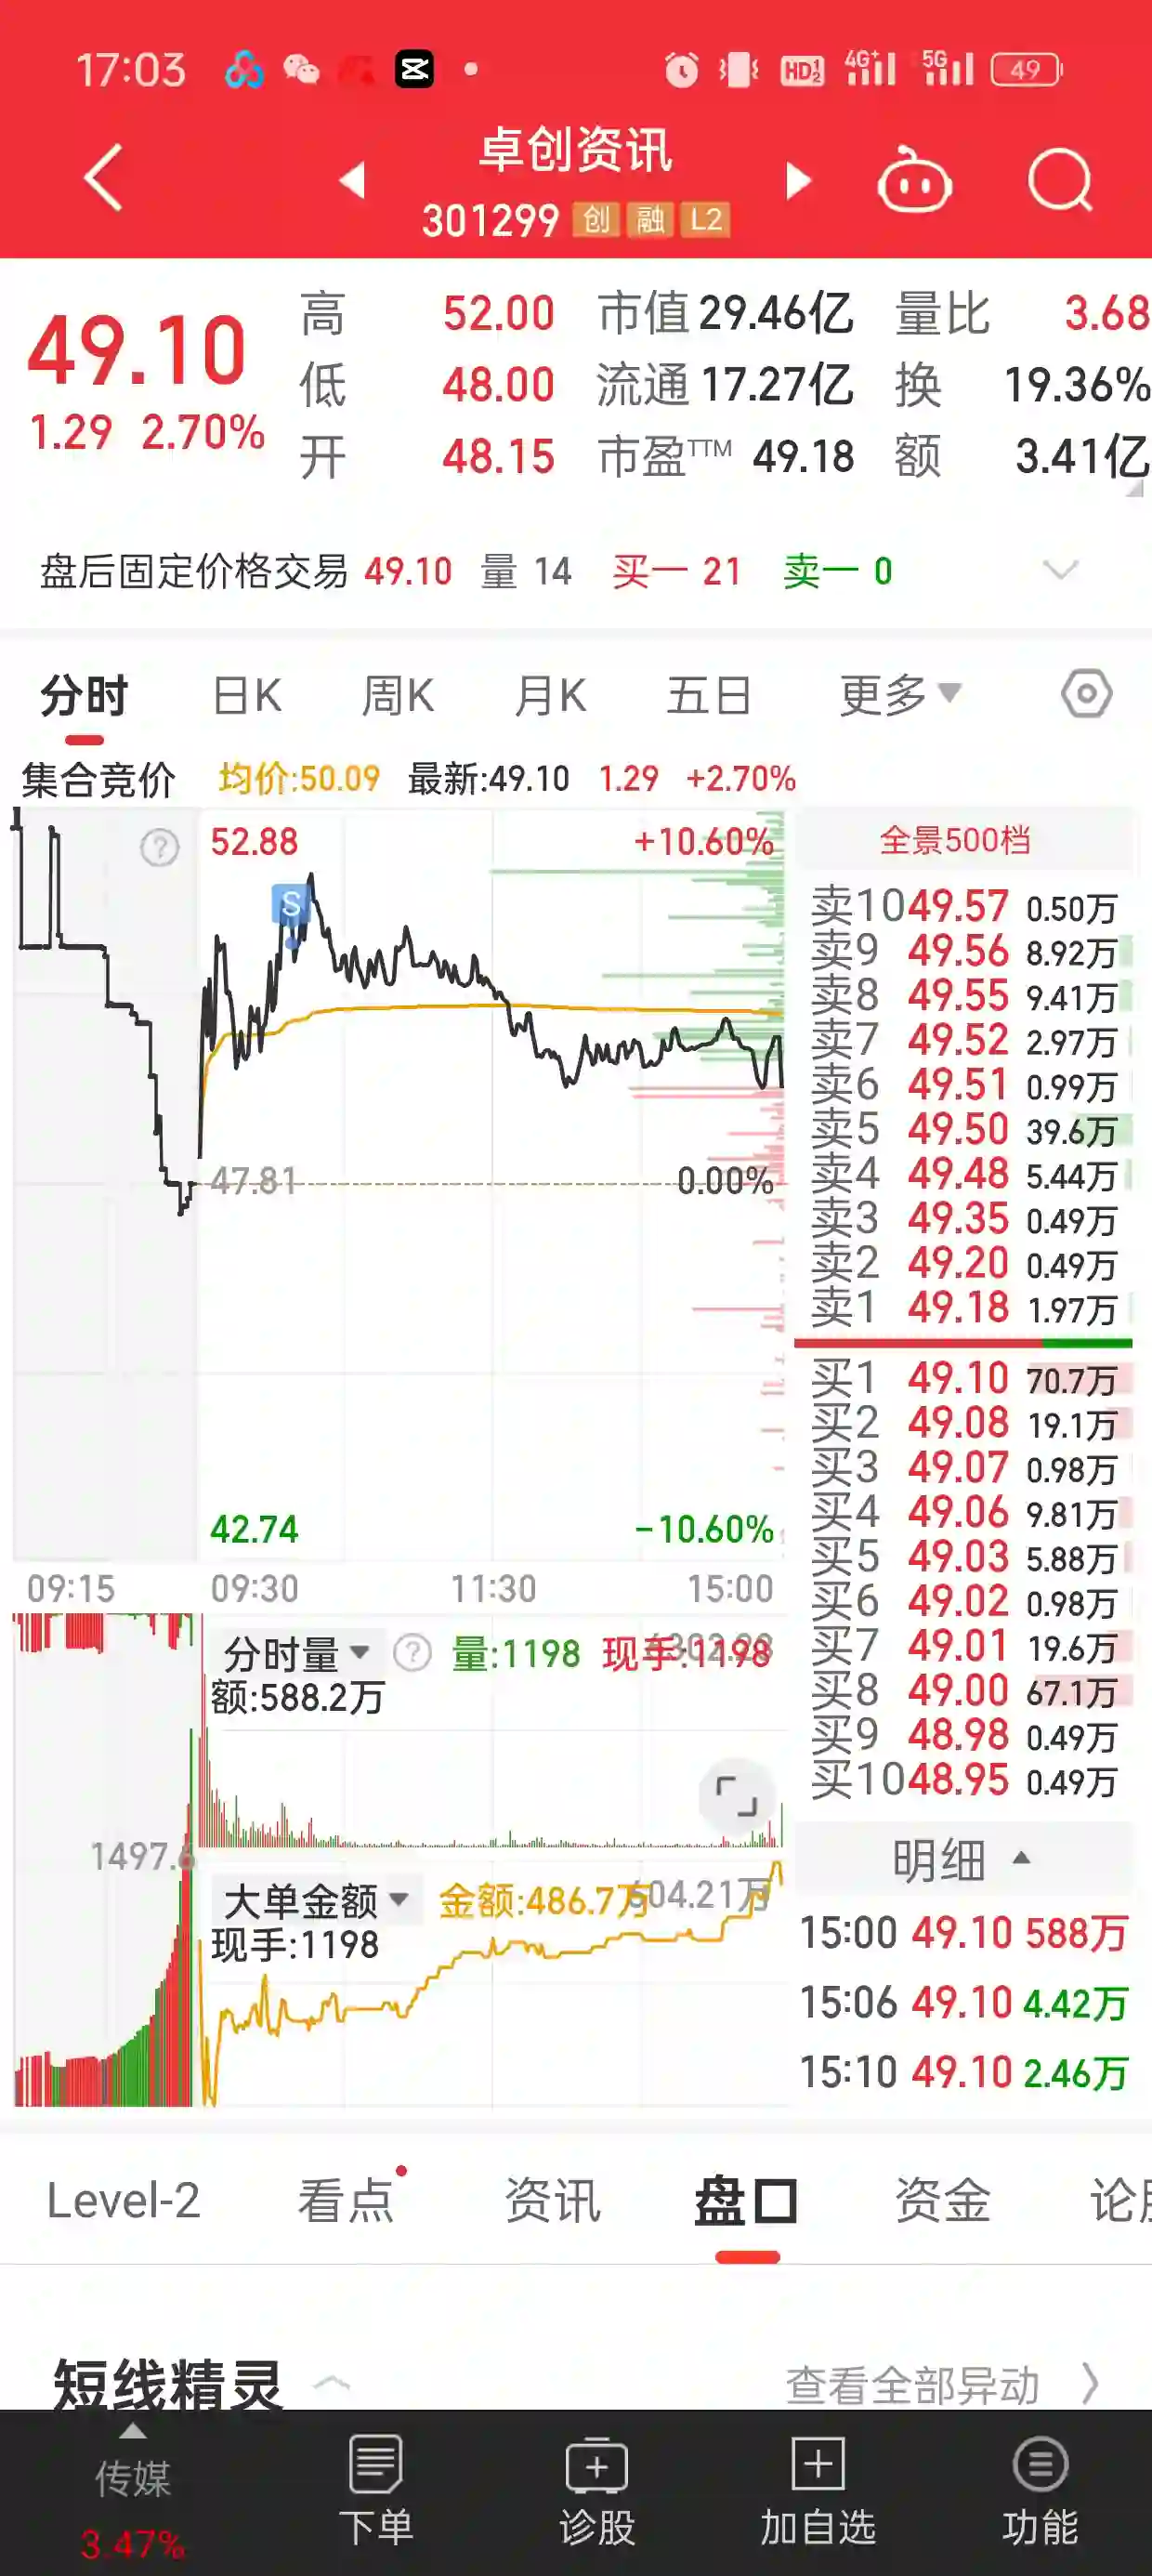 17:03 HD 1 2 4G+ 5G 49
卓创资讯
301299 创 融 L2
49.10
1.29 2.70%
高 52.00 市值 29.46亿 量比 3.68
低 48.00 流通 17.27亿 换 19.36%
开 48.15 市盈TTM 49.18 额 3.41亿
盘后固定价格交易 49.10 量 14 买一 21 卖一 0
分时 日K 周K 月K 五日 更多
集合竞价 均价:50.09 最新:49.10 1.29 +2.70%
52.88 +10.60%
S
47.81 0.00%
42.74 -10.60%
09:15 09:30 11:30 15:00
分时量 量:1198 现手:1198
额:588.2万
1497.6
大单金额 金额:486.7万 604.21万
现手:1198
全景500档
卖10 49.57 0.50万
卖9 49.56 8.92万
卖8 49.55 9.41万
卖7 49.52 2.97万
卖6 49.51 0.99万
卖5 49.50 39.6万
卖4 49.48 5.44万
卖3 49.35 0.49万
卖2 49.20 0.49万
卖1 49.18 1.97万
买1 49.10 70.7万
买2 49.08 19.1万
买3 49.07 0.98万
买4 49.06 9.81万
买5 49.03 5.88万
买6 49.02 0.98万
买7 49.01 19.6万
买8 49.00 67.1万
买9 48.98 0.49万
买10 48.95 0.49万
明细
15:00 49.10 588万
15:06 49.10 4.42万
15:10 49.10 2.46万
Level-2 看点 资讯 盘口 资金
短线精灵 查看全部异动
传媒
3.47%
下单 诊股 加自选 功能